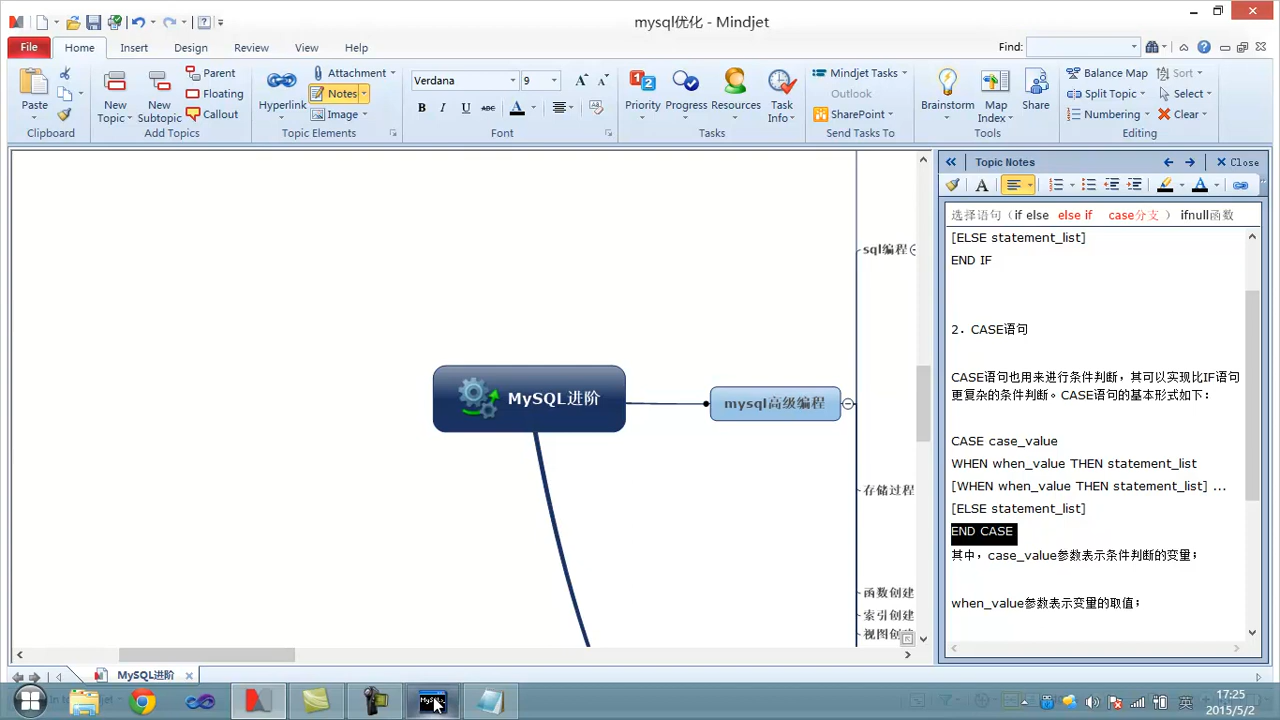 mysql优化 - Mindjet
File
Home
Insert
Design
Review
View
Help
Find:
Paste
Clipboard
New Topic
New Subtopic
Parent
Floating
Callout
Add Topics
Hyperlink
Attachment
Notes
Image
Topic Elements
Verdana
9
B I U abc A
Font
Priority
Progress
Resources
Task Info
Tasks
Mindjet Tasks
Outlook
SharePoint
Send Tasks To
Brainstorm
Map Index
Share
Tools
Balance Map
Split Topic
Numbering
Sort
Select
Clear
Editing
MySQL进阶
mysql高级编程
sql编程
存储过程
函数创建
索引创建
Topic Notes
Close
选择语句（if else else if case分支 ）ifnull函数
[ELSE statement_list]
END IF
2．CASE语句
CASE语句也用来进行条件判断，其可以实现比IF语句
更复杂的条件判断。CASE语句的基本形式如下：
CASE case_value
WHEN when_value THEN statement_list
[WHEN when_value THEN statement_list] ...
[ELSE statement_list]
END CASE
其中，case_value参数表示条件判断的变量；
when_value参数表示变量的取值；
MySQL进阶
英
17:25
2015/5/2